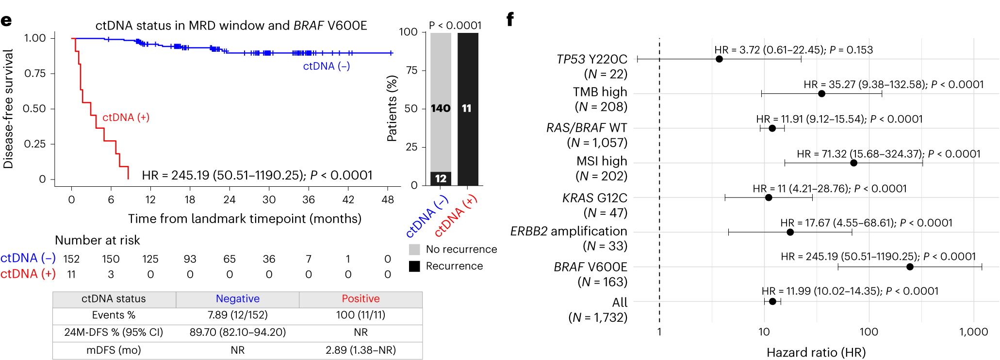 e
ctDNA status in MRD window and BRAF V600E
Disease-free survival
1.00
0.75
0.50
0.25
0
ctDNA (–)
ctDNA (+)
HR = 245.19 (50.51–1190.25); P < 0.0001
0 6 12 18 24 30 36 42 48
Time from landmark timepoint (months)
P < 0.0001
Patients (%)
100
75
50
25
0
140
12
11
ctDNA (–)
ctDNA (+)
No recurrence
Recurrence
Number at risk
ctDNA (–) 152 150 125 93 65 36 7 1 0
ctDNA (+) 11 3 0 0 0 0 0 0 0
ctDNA status Negative Positive
Events % 7.89 (12/152) 100 (11/11)
24M-DFS % (95% CI) 89.70 (82.10–94.20) NR
mDFS (mo) NR 2.89 (1.38–NR)
f
HR = 3.72 (0.61–22.45); P = 0.153
TP53 Y220C
(N = 22)
HR = 35.27 (9.38–132.58); P < 0.0001
TMB high
(N = 208)
HR = 11.91 (9.12–15.54); P < 0.0001
RAS/BRAF WT
(N = 1,057)
HR = 71.32 (15.68–324.37); P < 0.0001
MSI high
(N = 202)
HR = 11 (4.21–28.76); P < 0.0001
KRAS G12C
(N = 47)
HR = 17.67 (4.55–68.61); P < 0.0001
ERBB2 amplification
(N = 33)
HR = 245.19 (50.51–1190.25); P < 0.0001
BRAF V600E
(N = 163)
HR = 11.99 (10.02–14.35); P < 0.0001
All
(N = 1,732)
1 10 100 1,000
Hazard ratio (HR)